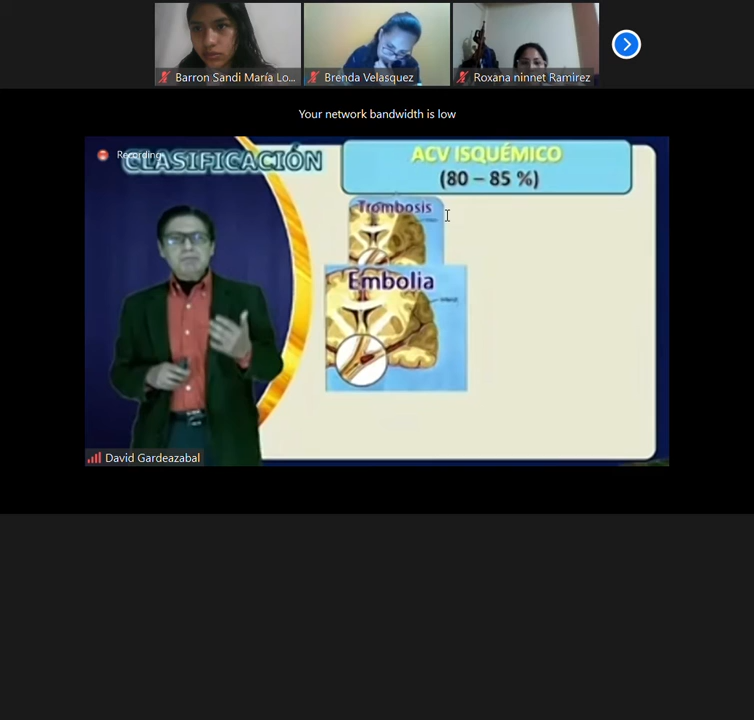 Barron Sandi María Lo...
Brenda Velasquez
Roxana ninnet Ramirez
Your network bandwidth is low
Recording
CLASIFICACIÓN
ACV ISQUÉMICO
(80 – 85 %)
Trombosis
Embolia
David Gardeazabal